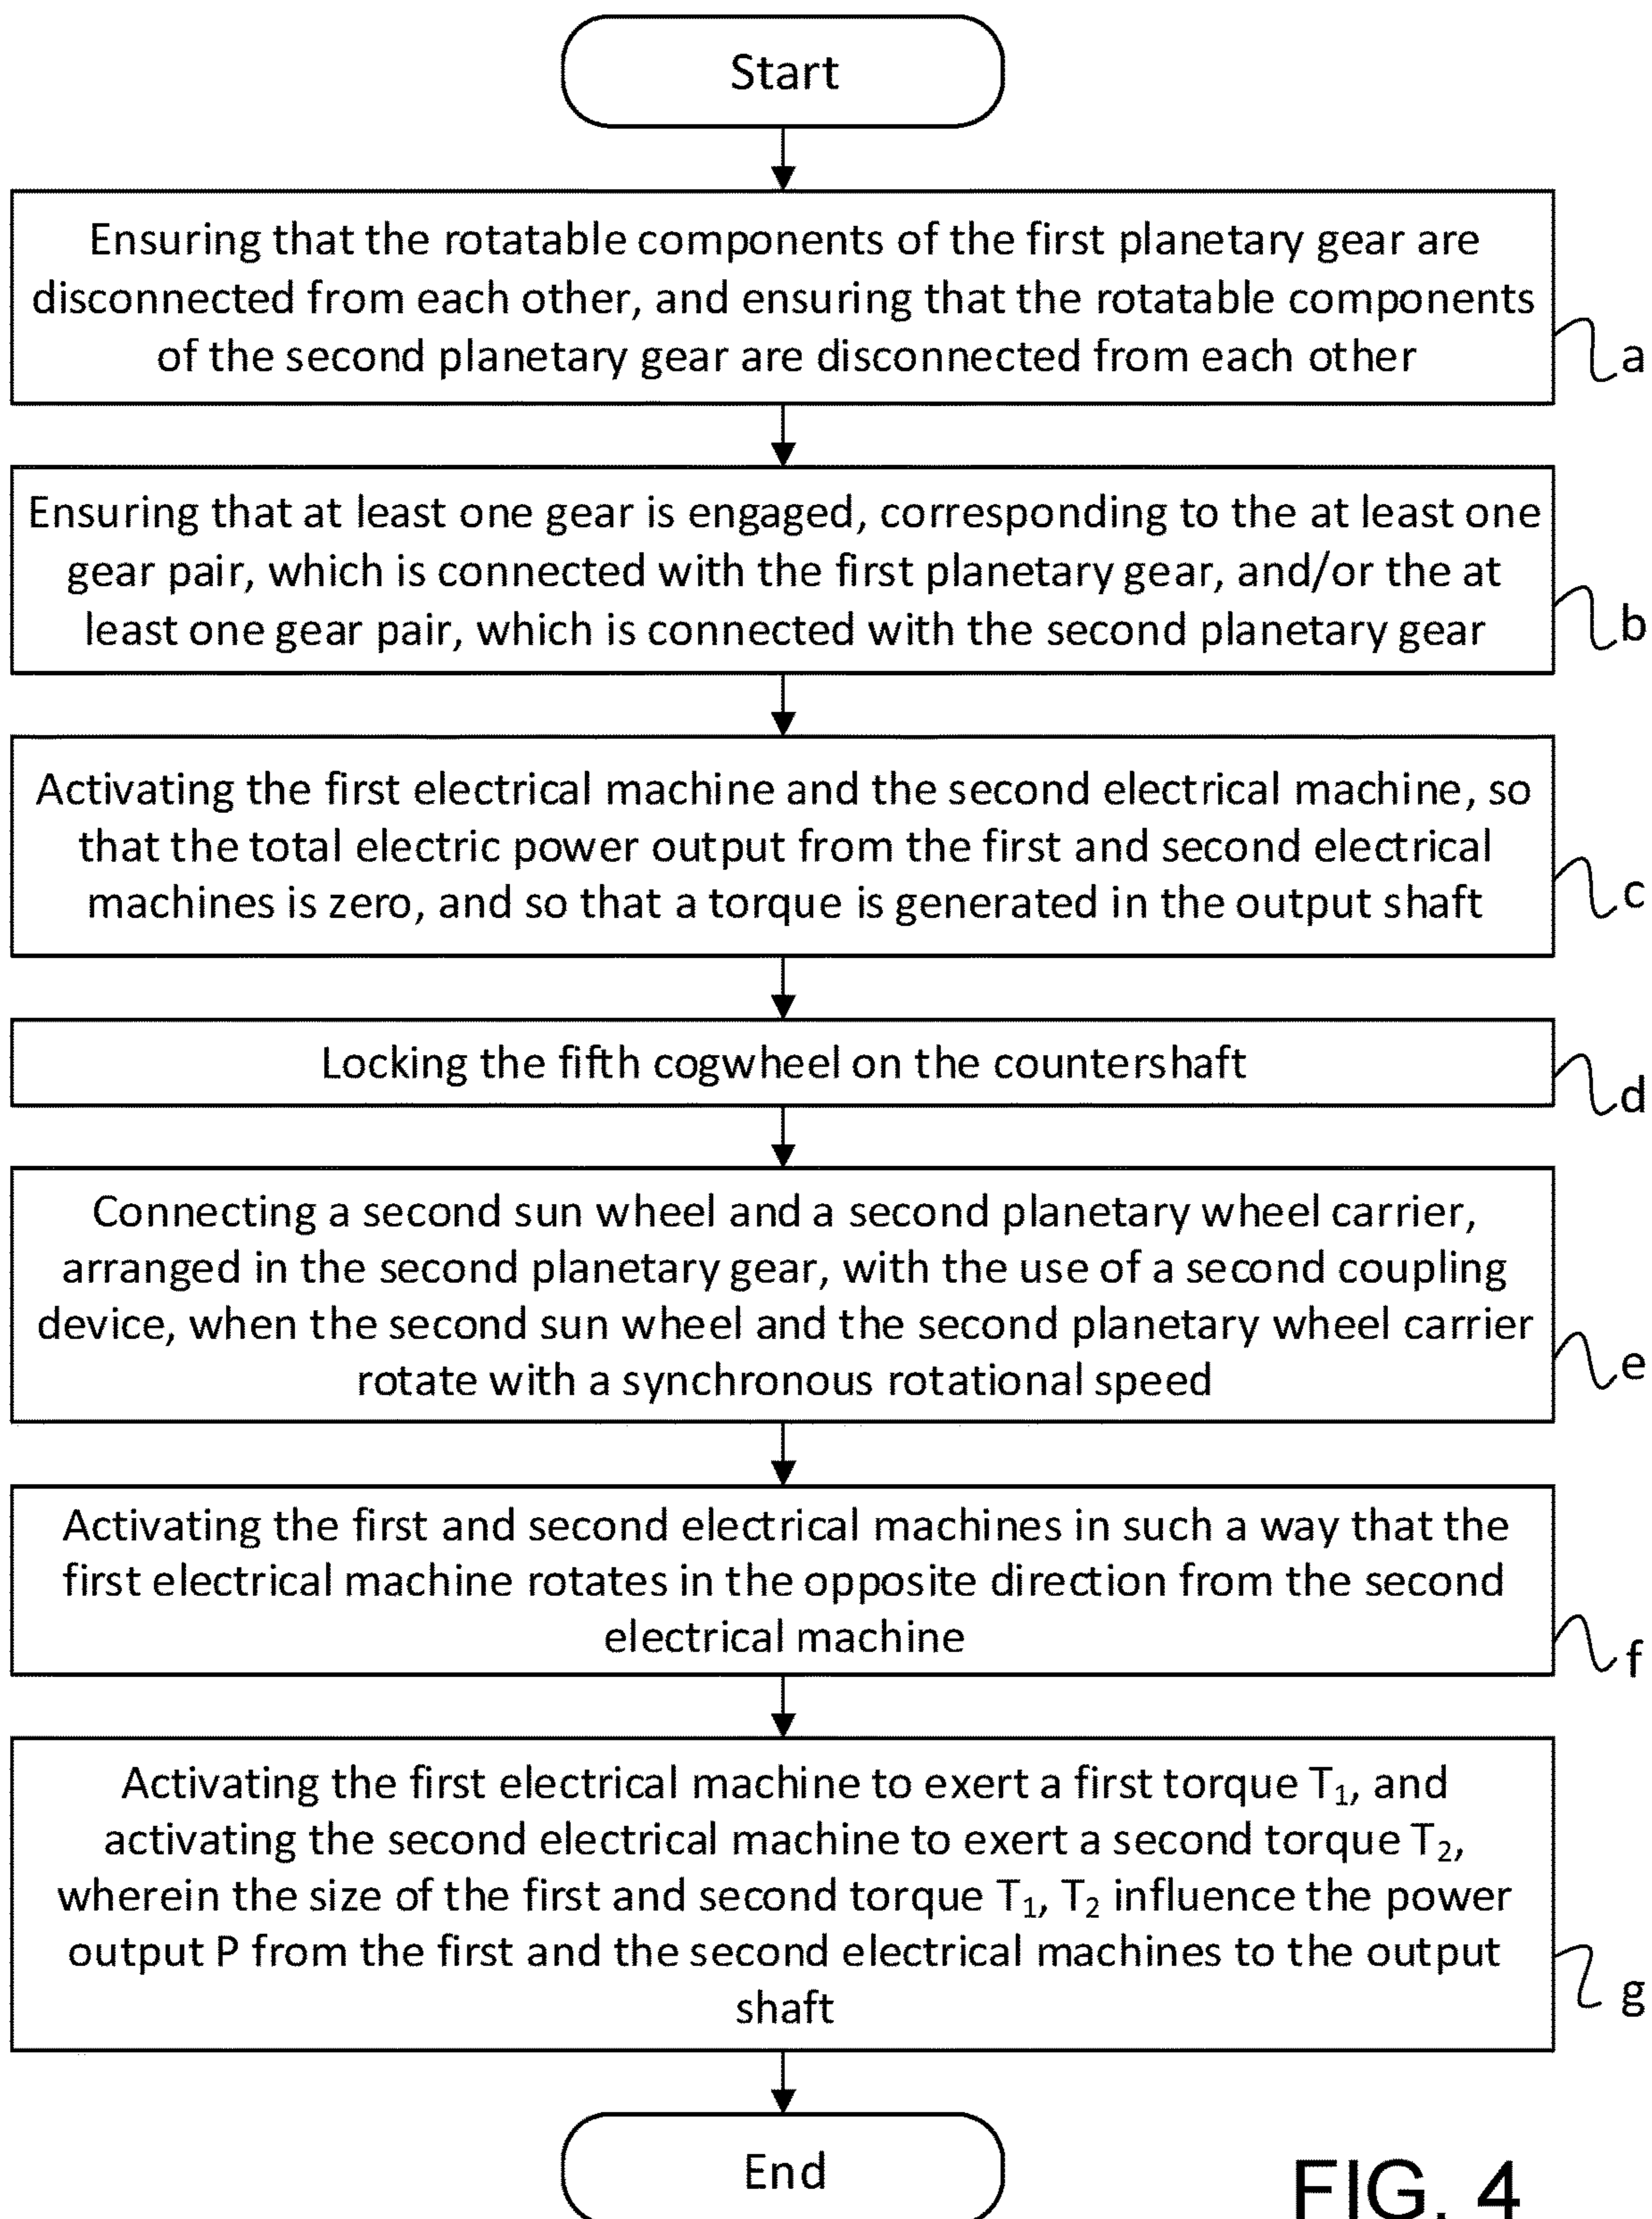 Start
Ensuring that the rotatable components of the first planetary gear are
disconnected from each other, and ensuring that the rotatable components
of the second planetary gear are disconnected from each other
a
Ensuring that at least one gear is engaged, corresponding to the at least one
gear pair, which is connected with the first planetary gear, and/or the at
least one gear pair, which is connected with the second planetary gear
b
Activating the first electrical machine and the second electrical machine, so
that the total electric power output from the first and second electrical
machines is zero, and so that a torque is generated in the output shaft
c
Locking the fifth cogwheel on the countershaft
d
Connecting a second sun wheel and a second planetary wheel carrier,
arranged in the second planetary gear, with the use of a second coupling
device, when the second sun wheel and the second planetary wheel carrier
rotate with a synchronous rotational speed
e
Activating the first and second electrical machines in such a way that the
first electrical machine rotates in the opposite direction from the second
electrical machine
f
Activating the first electrical machine to exert a first torque T₁, and
activating the second electrical machine to exert a second torque T₂,
wherein the size of the first and second torque T₁, T₂ influence the power
output P from the first and the second electrical machines to the output
shaft
g
End
FIG. 4